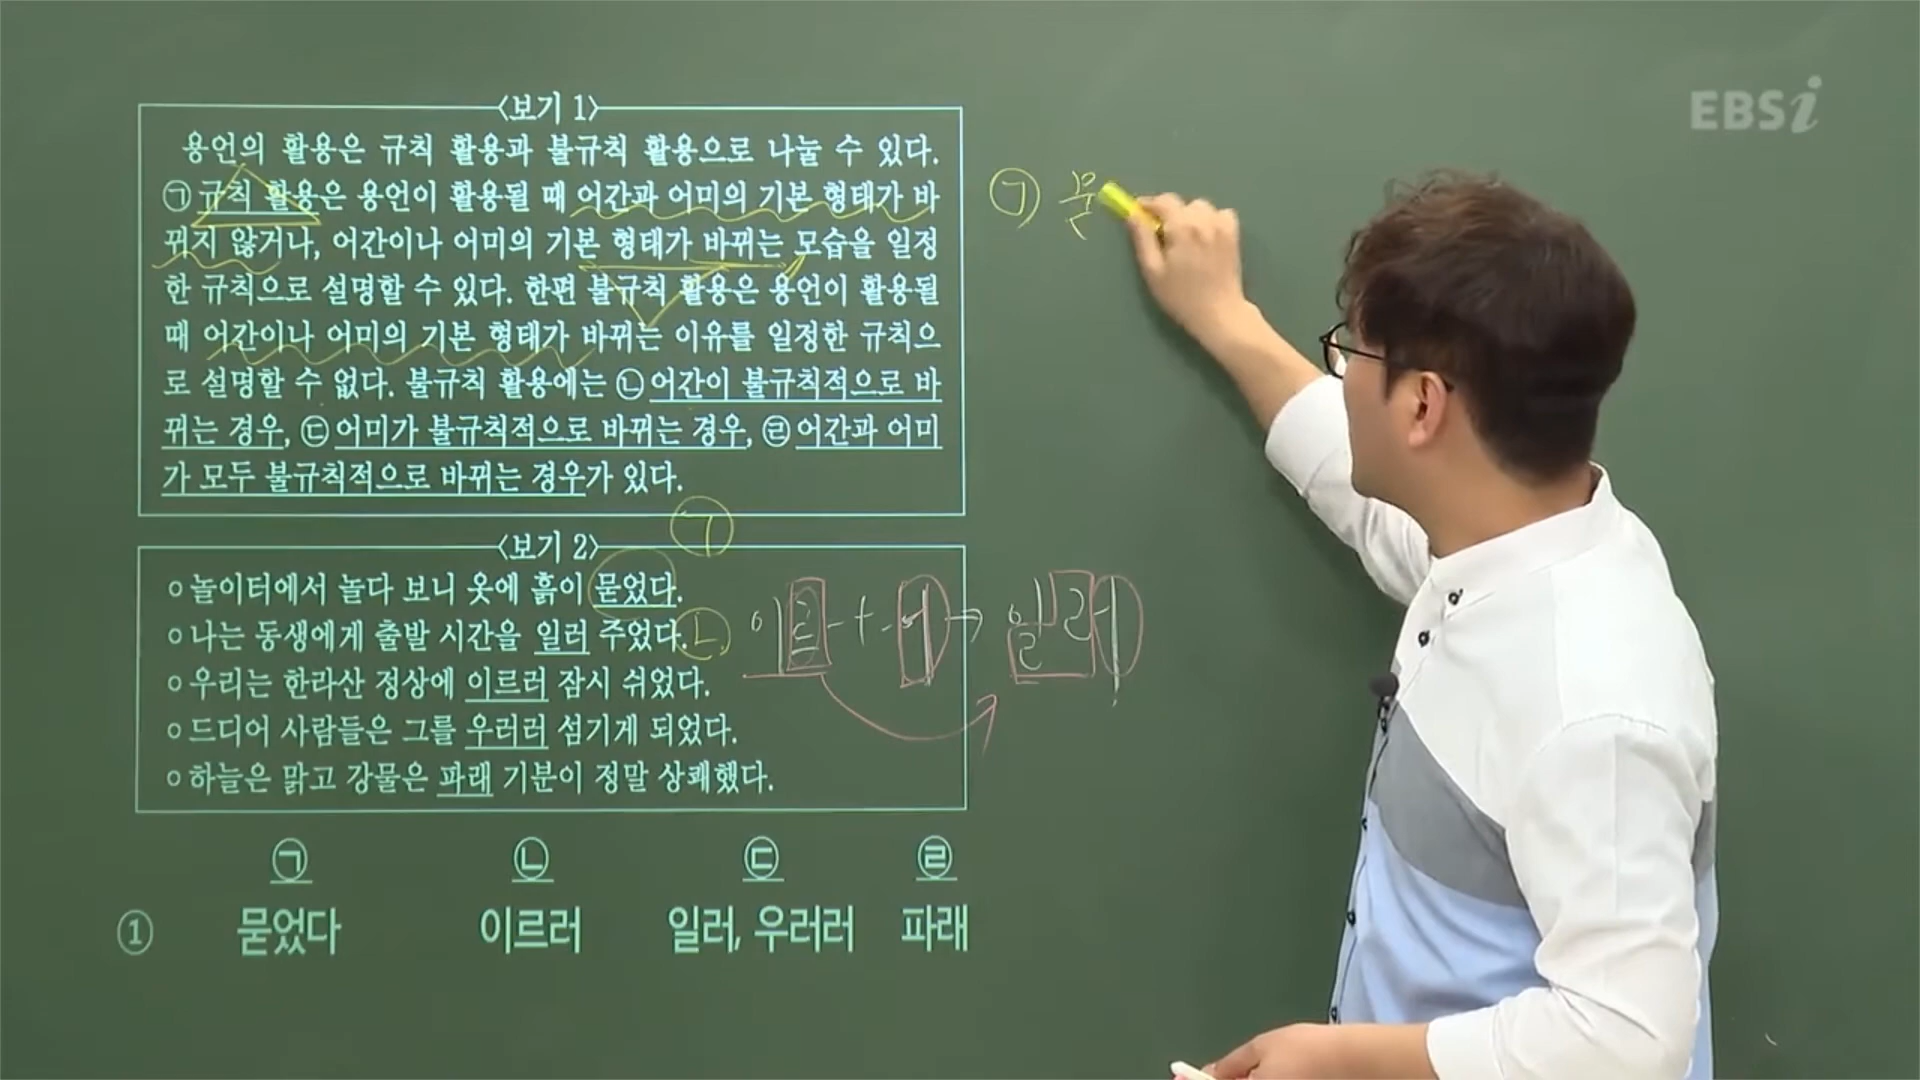 EBSi
<보기 1>
용언의 활용은 규칙 활용과 불규칙 활용으로 나눌 수 있다.
㉠ 규칙 활용은 용언이 활용될 때 어간과 어미의 기본 형태가 바
뀌지 않거나, 어간이나 어미의 기본 형태가 바뀌는 모습을 일정
한 규칙으로 설명할 수 있다. 한편 불규칙 활용은 용언이 활용될
때 어간이나 어미의 기본 형태가 바뀌는 이유를 일정한 규칙으
로 설명할 수 없다. 불규칙 활용에는 ㉡ 어간이 불규칙적으로 바
뀌는 경우, ㉢ 어미가 불규칙적으로 바뀌는 경우, ㉣ 어간과 어미
가 모두 불규칙적으로 바뀌는 경우가 있다.
㉠
㉠
<보기 2>
○ 놀이터에서 놀다 보니 옷에 흙이 묻었다.
○ 나는 동생에게 출발 시간을 일러 주었다.
㉡ 이르- + -어 → 일러
○ 우리는 한라산 정상에 이르러 잠시 쉬었다.
○ 드디어 사람들은 그를 우러러 섬기게 되었다.
○ 하늘은 맑고 강물은 파래 기분이 정말 상쾌했다.
㉠ ㉡ ㉢ ㉣
① 묻었다 이르러 일러, 우러러 파래